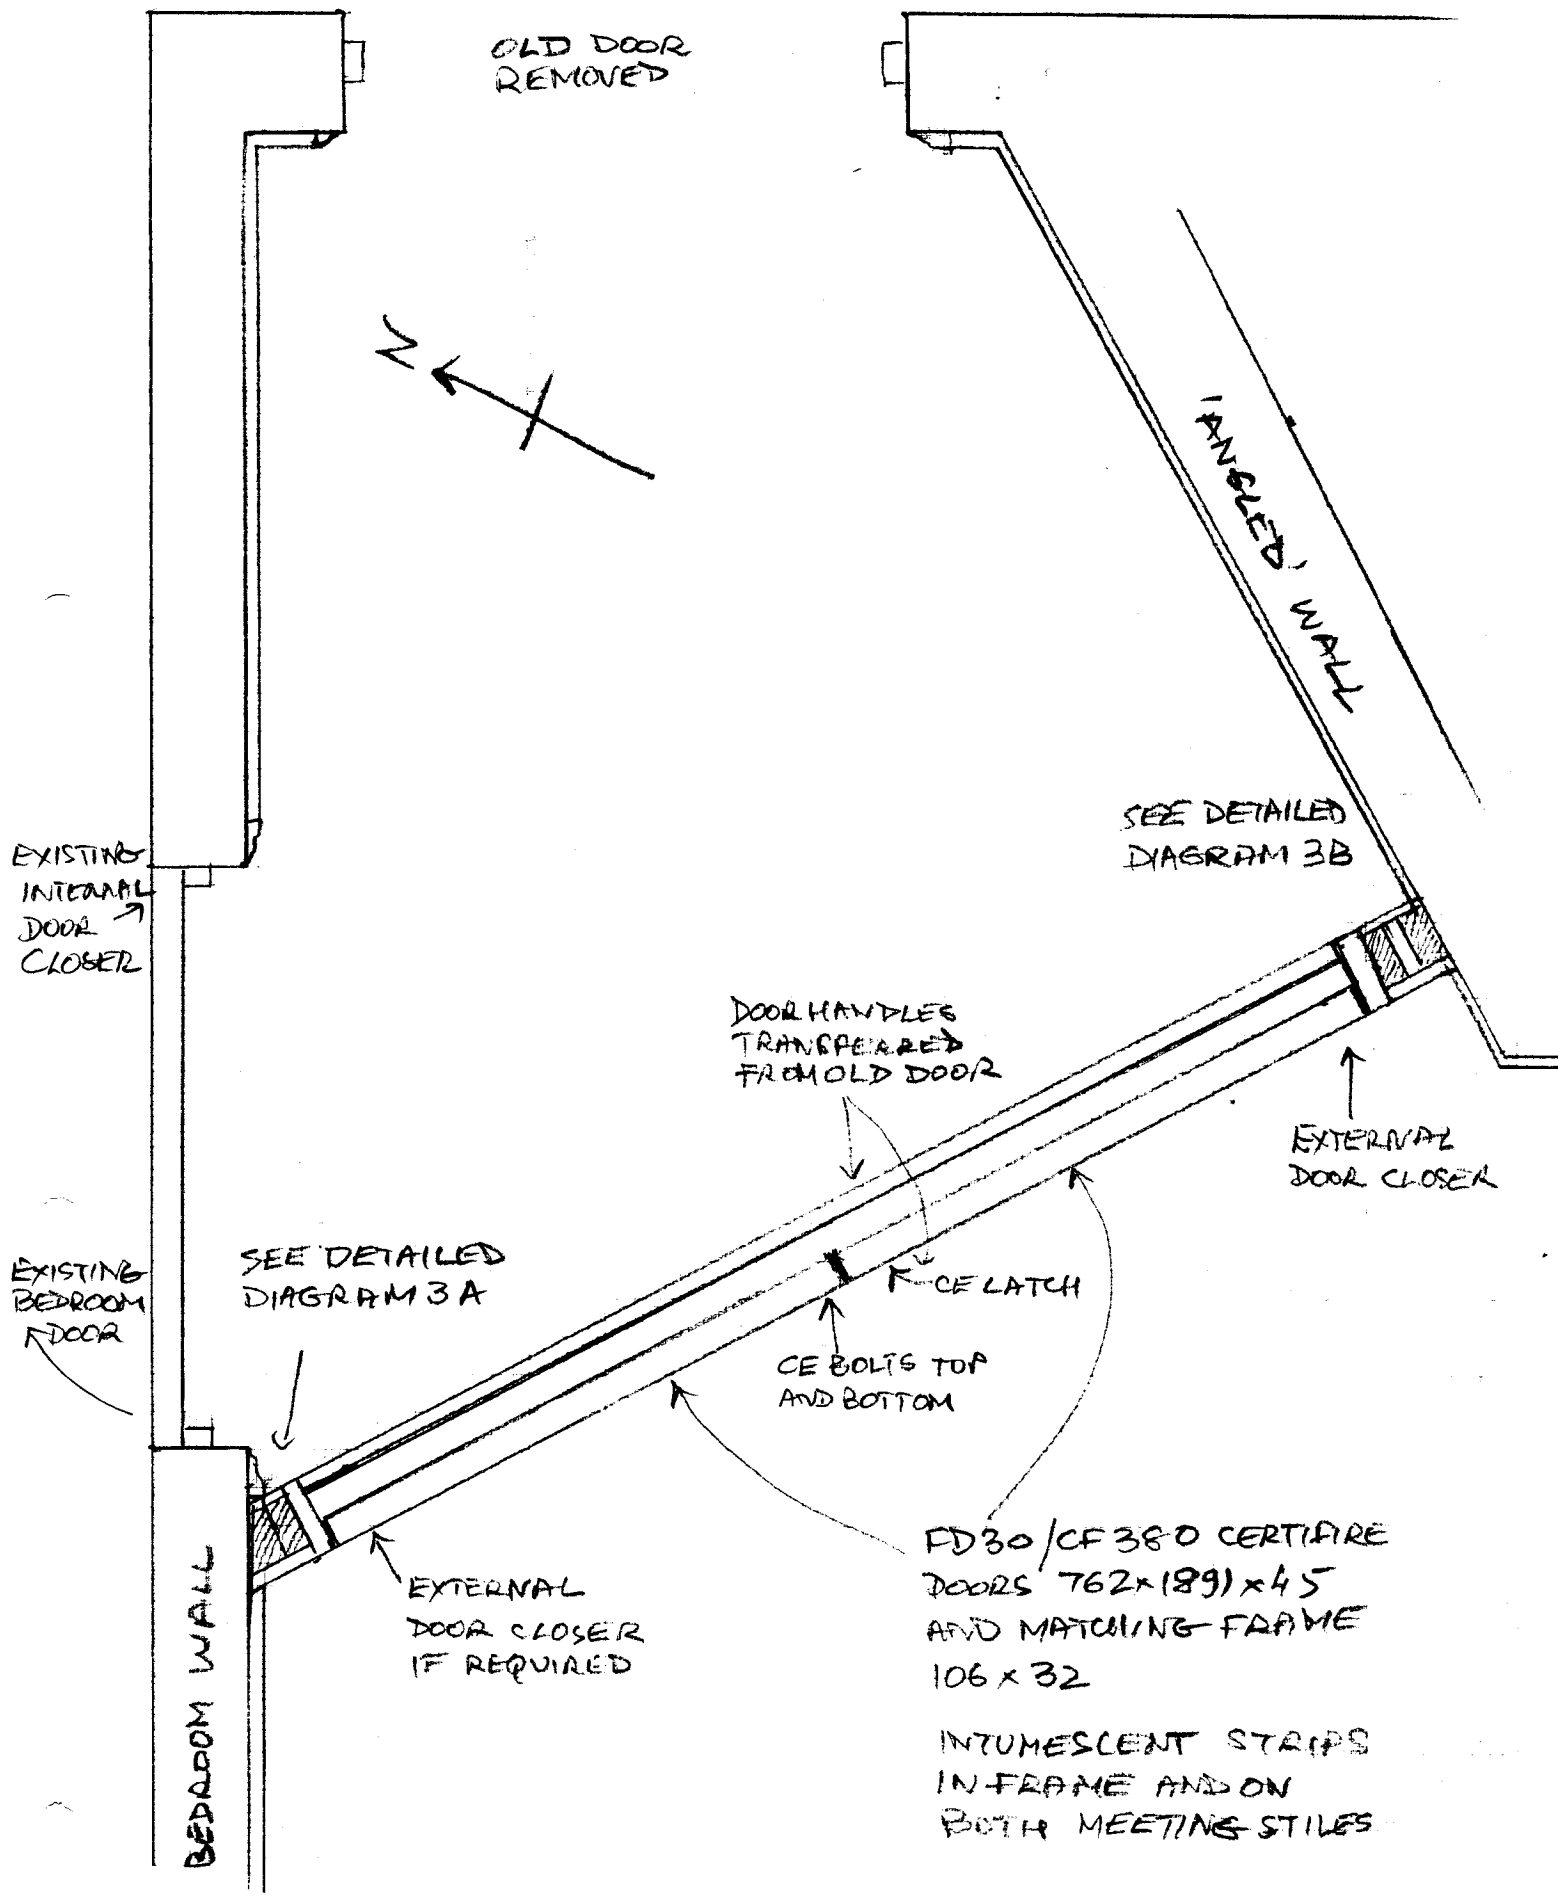 OLD DOOR
REMOVED
N
'ANGLED' WALL
SEE DETAILED
DIAGRAM 3B
EXISTING
INTERNAL
DOOR
CLOSER
DOOR HANDLES
TRANSFERRED
FROM OLD DOOR
EXTERNAL
DOOR CLOSER
EXISTING
BEDROOM
DOOR
SEE DETAILED
DIAGRAM 3A
CE LATCH
CE BOLTS TOP
AND BOTTOM
EXTERNAL
DOOR CLOSER
IF REQUIRED
BEDROOM WALL
FD30/CF380 CERTIFIRE
DOORS 762x(89)x45
AND MATCHING FRAME
106 x 32
INTUMESCENT STRIPS
IN FRAME AND ON
BOTH MEETING STILES